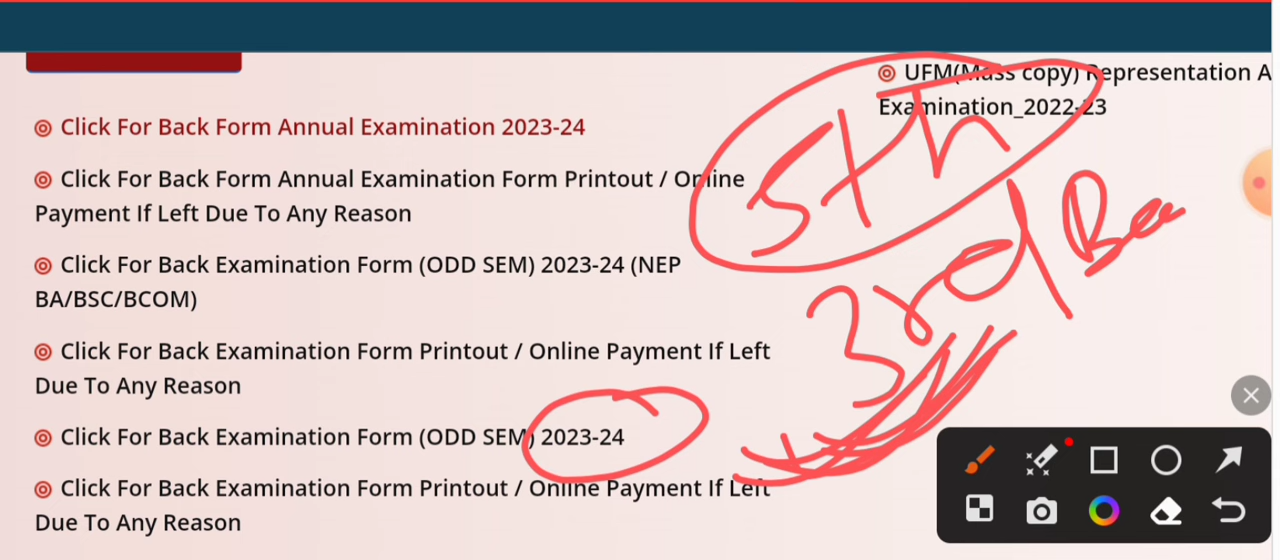 UFM(Mass copy) Representation A
Examination_2022-23
Click For Back Form Annual Examination 2023-24
Click For Back Form Annual Examination Form Printout / Online
Payment If Left Due To Any Reason
Click For Back Examination Form (ODD SEM) 2023-24 (NEP
BA/BSC/BCOM)
Click For Back Examination Form Printout / Online Payment If Left
Due To Any Reason
Click For Back Examination Form (ODD SEM) 2023-24
Click For Back Examination Form Printout / Online Payment If Left
Due To Any Reason
5th
3rd